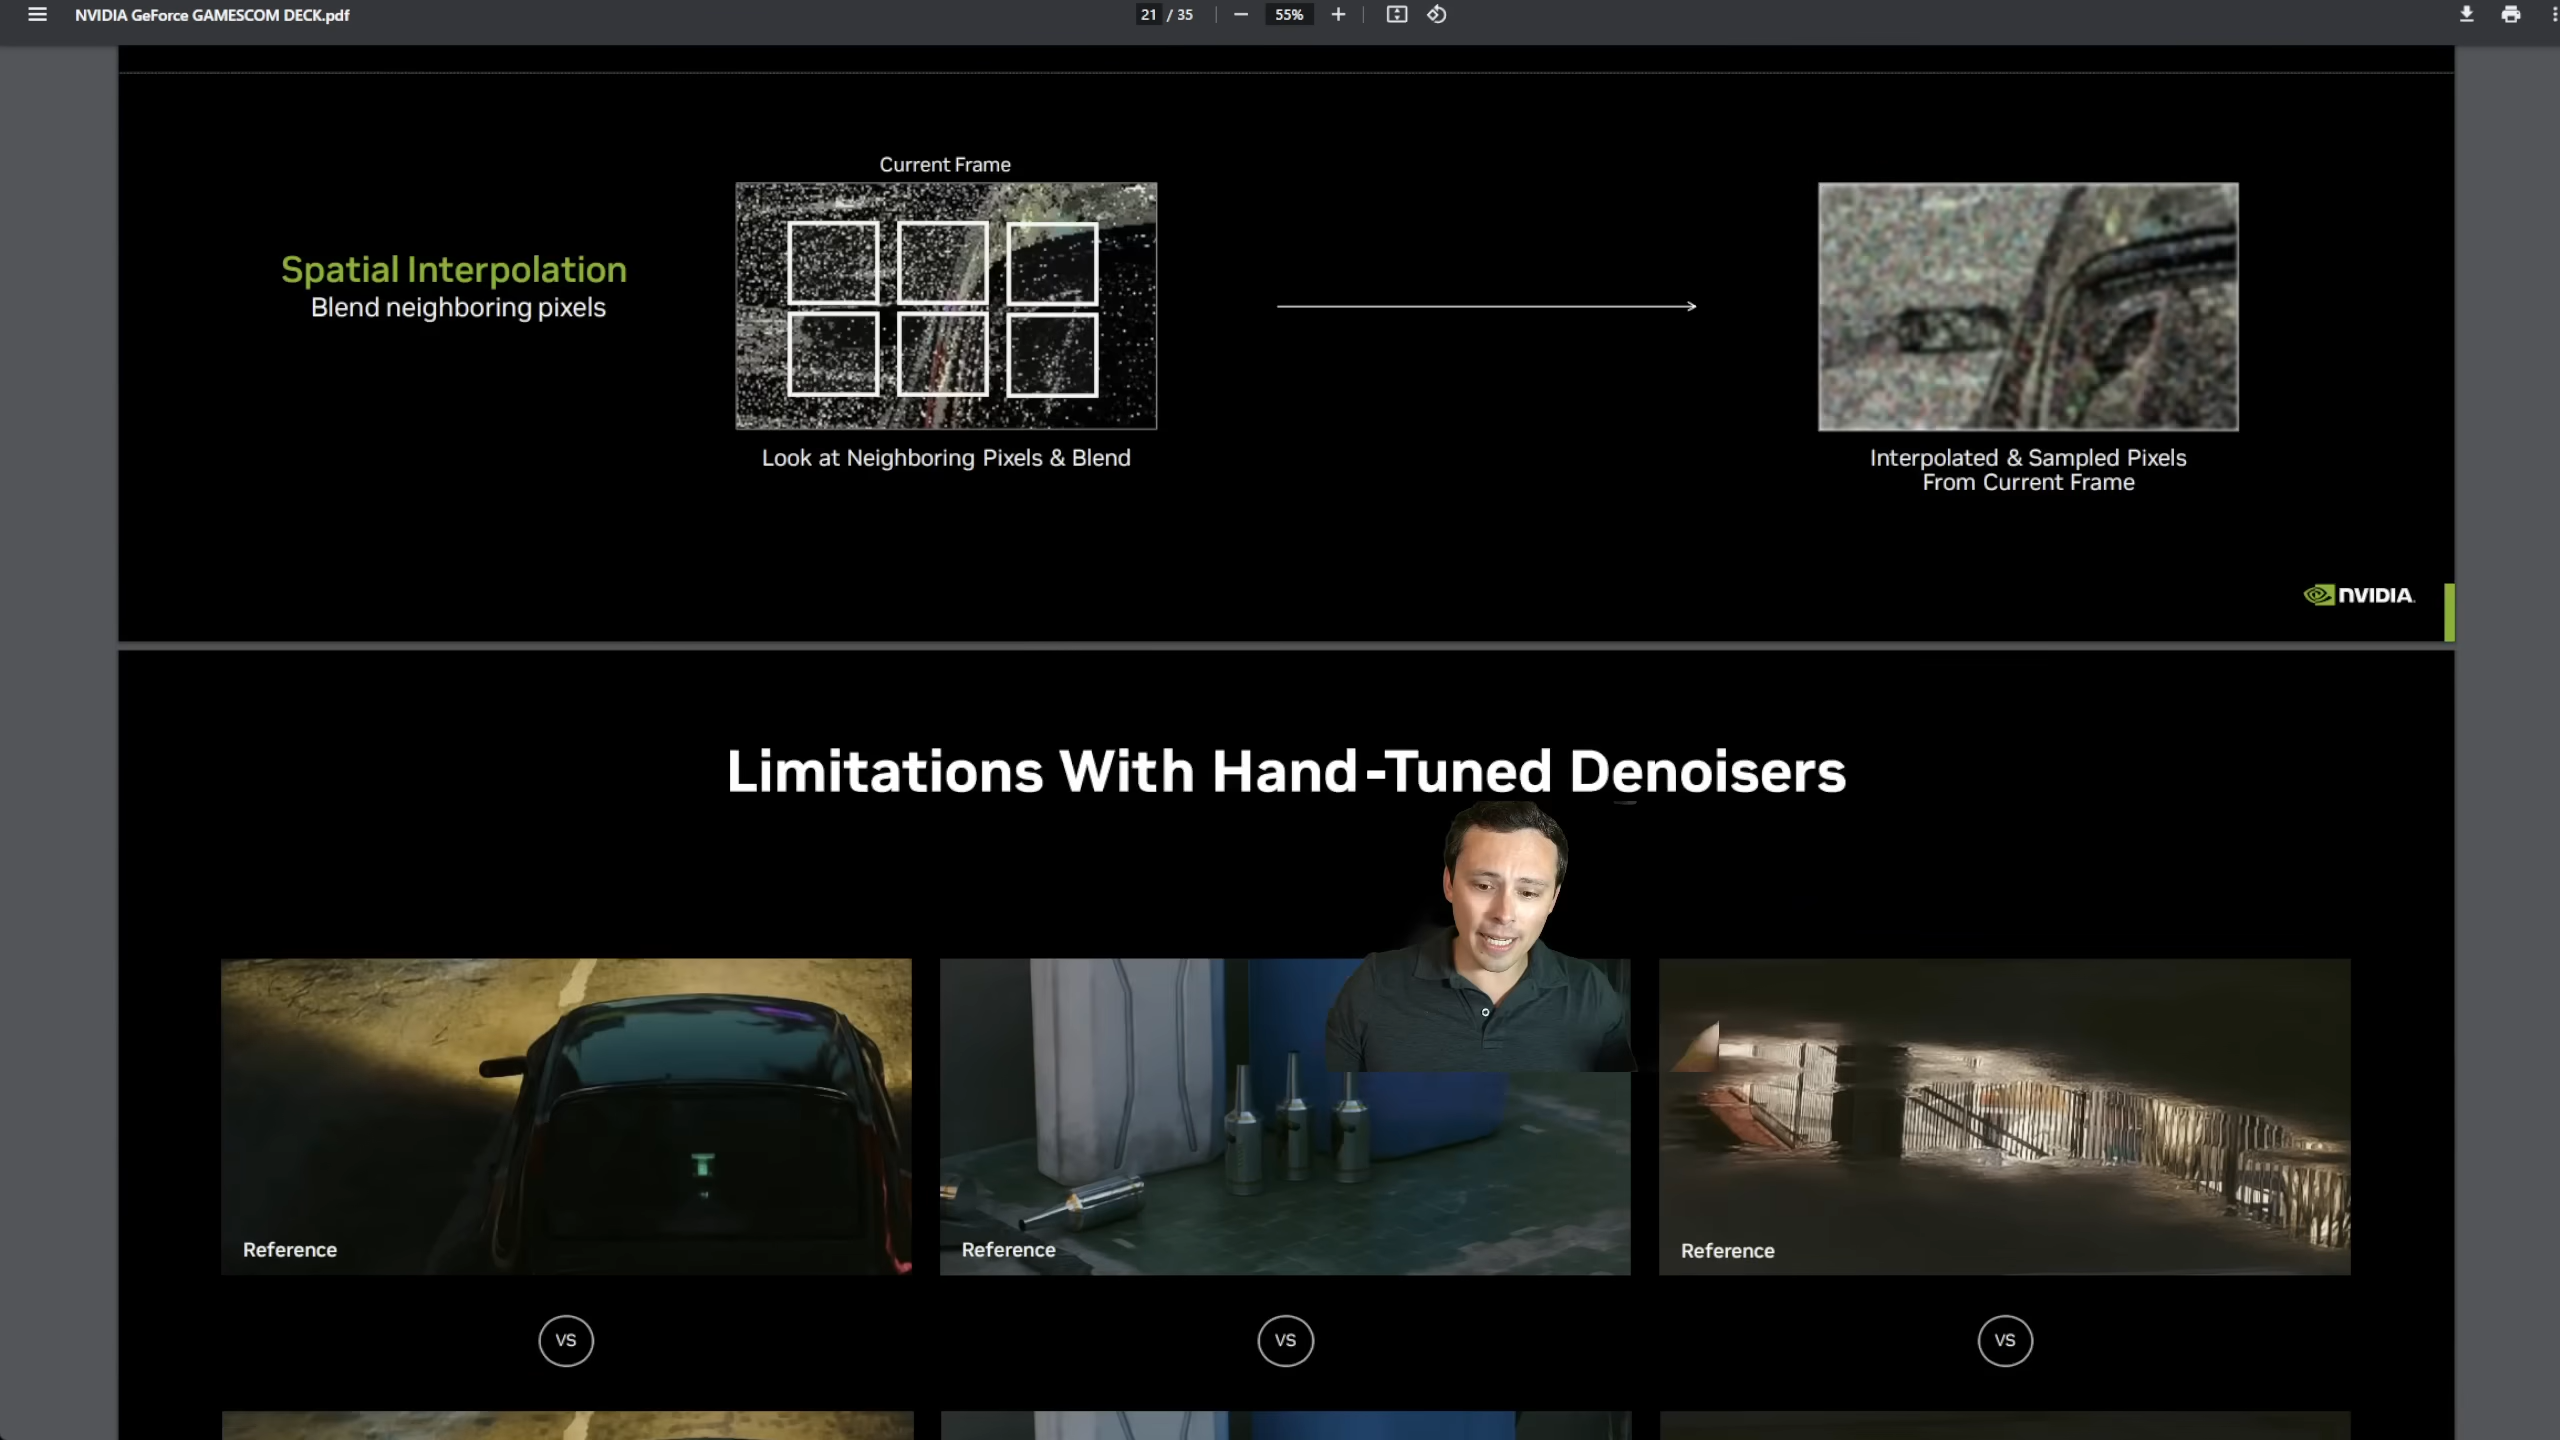 NVIDIA GeForce GAMESCOM DECK.pdf
21 / 35
55%
Current Frame
Spatial Interpolation
Blend neighboring pixels
Look at Neighboring Pixels & Blend
Interpolated & Sampled Pixels
From Current Frame
NVIDIA.
Limitations With Hand-Tuned Denoisers
Reference
Reference
Reference
VS
VS
VS